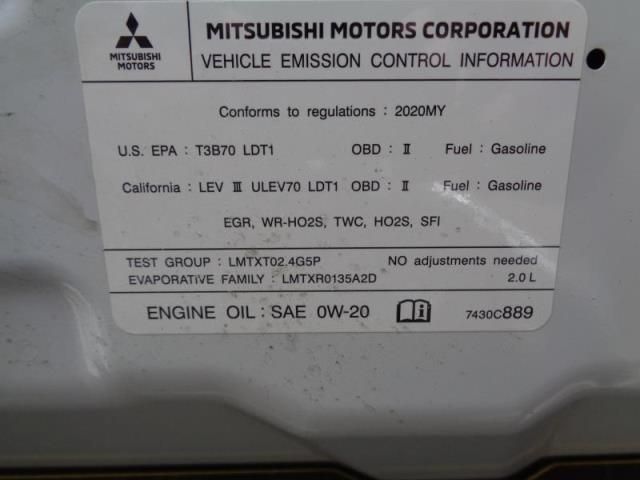 MITSUBISHI MOTORS
MITSUBISHI MOTORS CORPORATION
VEHICLE EMISSION CONTROL INFORMATION
Conforms to regulations : 2020MY
U.S. EPA : T3B70 LDT1 OBD : Ⅱ Fuel : Gasoline
California : LEV Ⅲ ULEV70 LDT1 OBD : Ⅱ Fuel : Gasoline
EGR, WR-HO2S, TWC, HO2S, SFI
TEST GROUP : LMTXT02.4G5P NO adjustments needed
EVAPORATIVE FAMILY : LMTXR0135A2D 2.0 L
ENGINE OIL : SAE 0W-20 i 7430C889